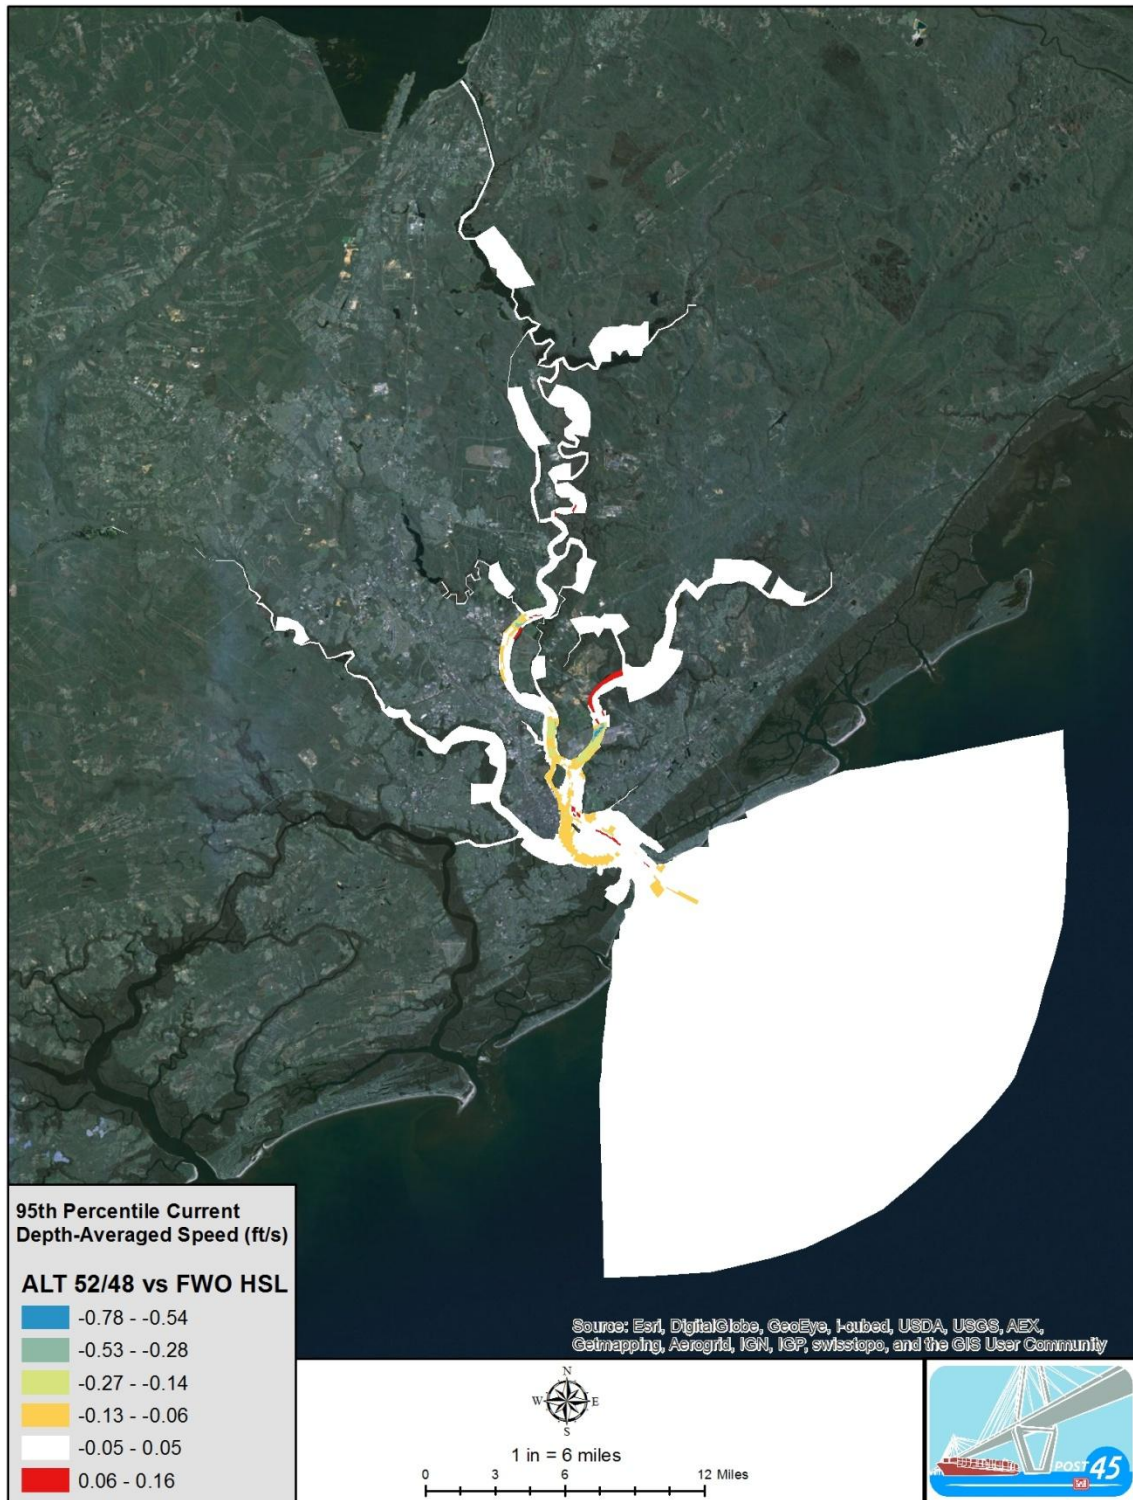 95th Percentile Current
Depth-Averaged Speed (ft/s)
ALT 52/48 vs FWO HSL
-0.78 - -0.54
-0.53 - -0.28
-0.27 - -0.14
-0.13 - -0.06
-0.05 - 0.05
0.06 - 0.16
Source: Esri, DigitalGlobe, GeoEye, i-cubed, USDA, USGS, AEX,
Getmapping, Aerogrid, IGN, IGP, swisstopo, and the GIS User Community
N
W E
S
1 in = 6 miles
0 3 6 12 Miles
POST 45